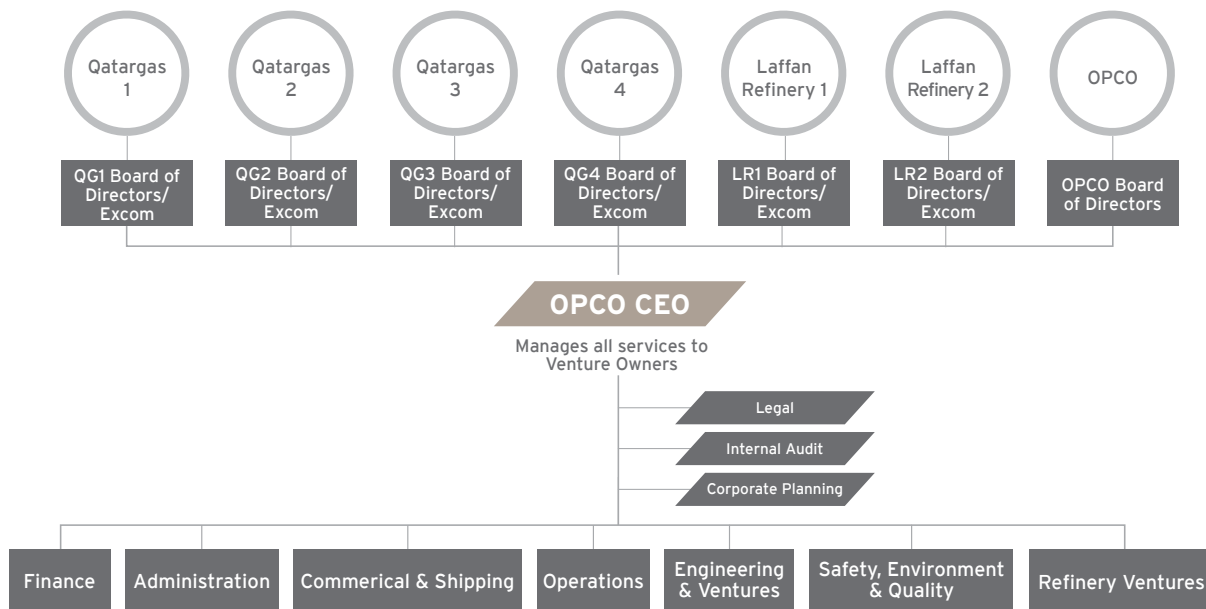 Qatargas
1
Qatargas
2
Qatargas
3
Qatargas
4
Laffan
Refinery 1
Laffan
Refinery 2
OPCO
QG1 Board of
Directors/
Excom
QG2 Board of
Directors/
Excom
QG3 Board of
Directors/
Excom
QG4 Board of
Directors/
Excom
LR1 Board of
Directors/
Excom
LR2 Board of
Directors/
Excom
OPCO Board
of Directors
OPCO CEO
Manages all services to
Venture Owners
Legal
Internal Audit
Corporate Planning
Finance
Administration
Commerical & Shipping
Operations
Engineering
& Ventures
Safety, Environment
& Quality
Refinery Ventures